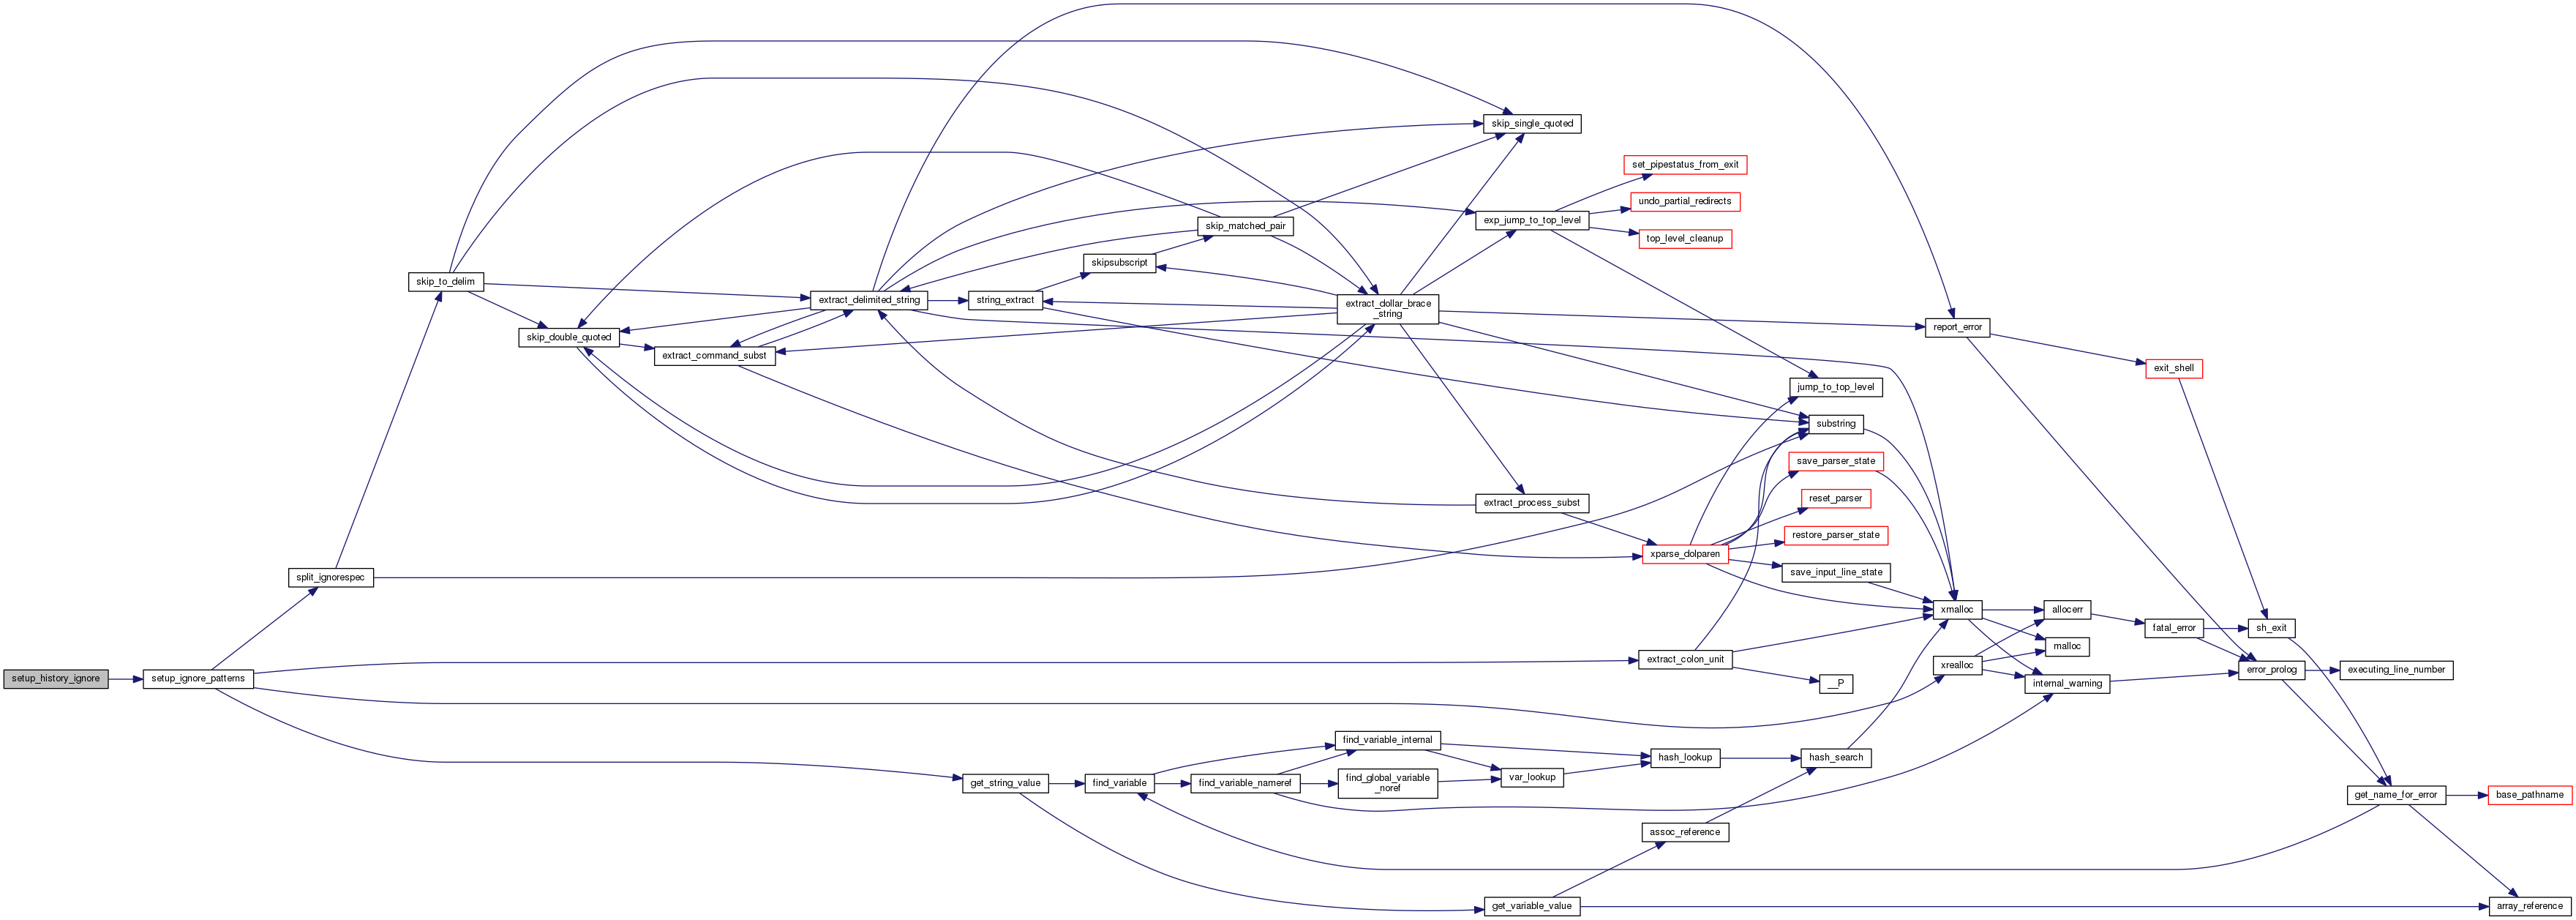 skip_single_quoted
set_pipestatus_from_exit
undo_partial_redirects
skip_matched_pair
exp_jump_to_top_level
top_level_cleanup
skipsubscript
skip_to_delim
extract_delimited_string
string_extract
extract_dollar_brace
_string
report_error
skip_double_quoted
extract_command_subst
exit_shell
jump_to_top_level
substring
save_parser_state
extract_process_subst
reset_parser
restore_parser_state
xparse_dolparen
split_ignorespec
save_input_line_state
xmalloc
allocerr
fatal_error
sh_exit
malloc
extract_colon_unit
xrealloc
error_prolog
executing_line_number
setup_history_ignore
setup_ignore_patterns
__P
internal_warning
find_variable_internal
hash_lookup
hash_search
get_string_value
find_variable
find_variable_nameref
find_global_variable
_noref
var_lookup
get_name_for_error
base_pathname
assoc_reference
get_variable_value
array_reference